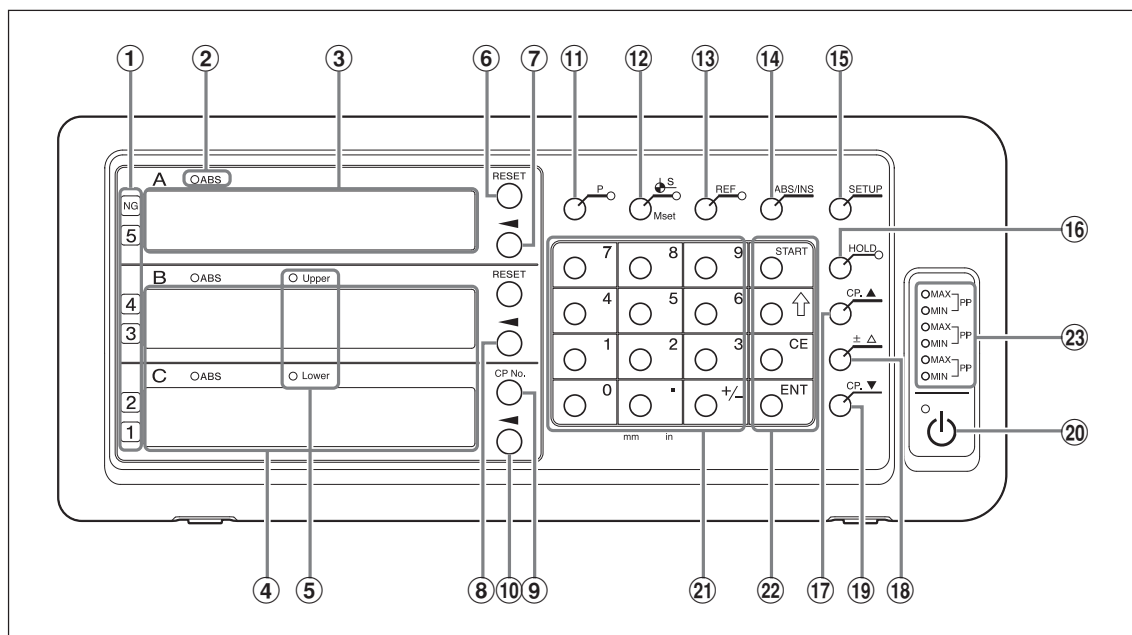 ① ② ③ ⑥ ⑦ ⑪ ⑫ ⑬ ⑭ ⑮
A ABS RESET
P S Mset REF ABS/INS SETUP
NG
5
HOLD ⑯
7 8 9 START
B ABS Upper RESET
4
3
4 5 6 CP. ▲
MAX PP
MIN
MAX PP
MIN
MAX PP
MIN
㉓
1 2 3 CE ± △
C ABS Lower CP No.
2
1
0 . +/- ENT CP. ▼
mm in
⑳
④ ⑤ ⑧ ⑩ ⑨ ㉑ ㉒ ⑰ ⑲ ⑱